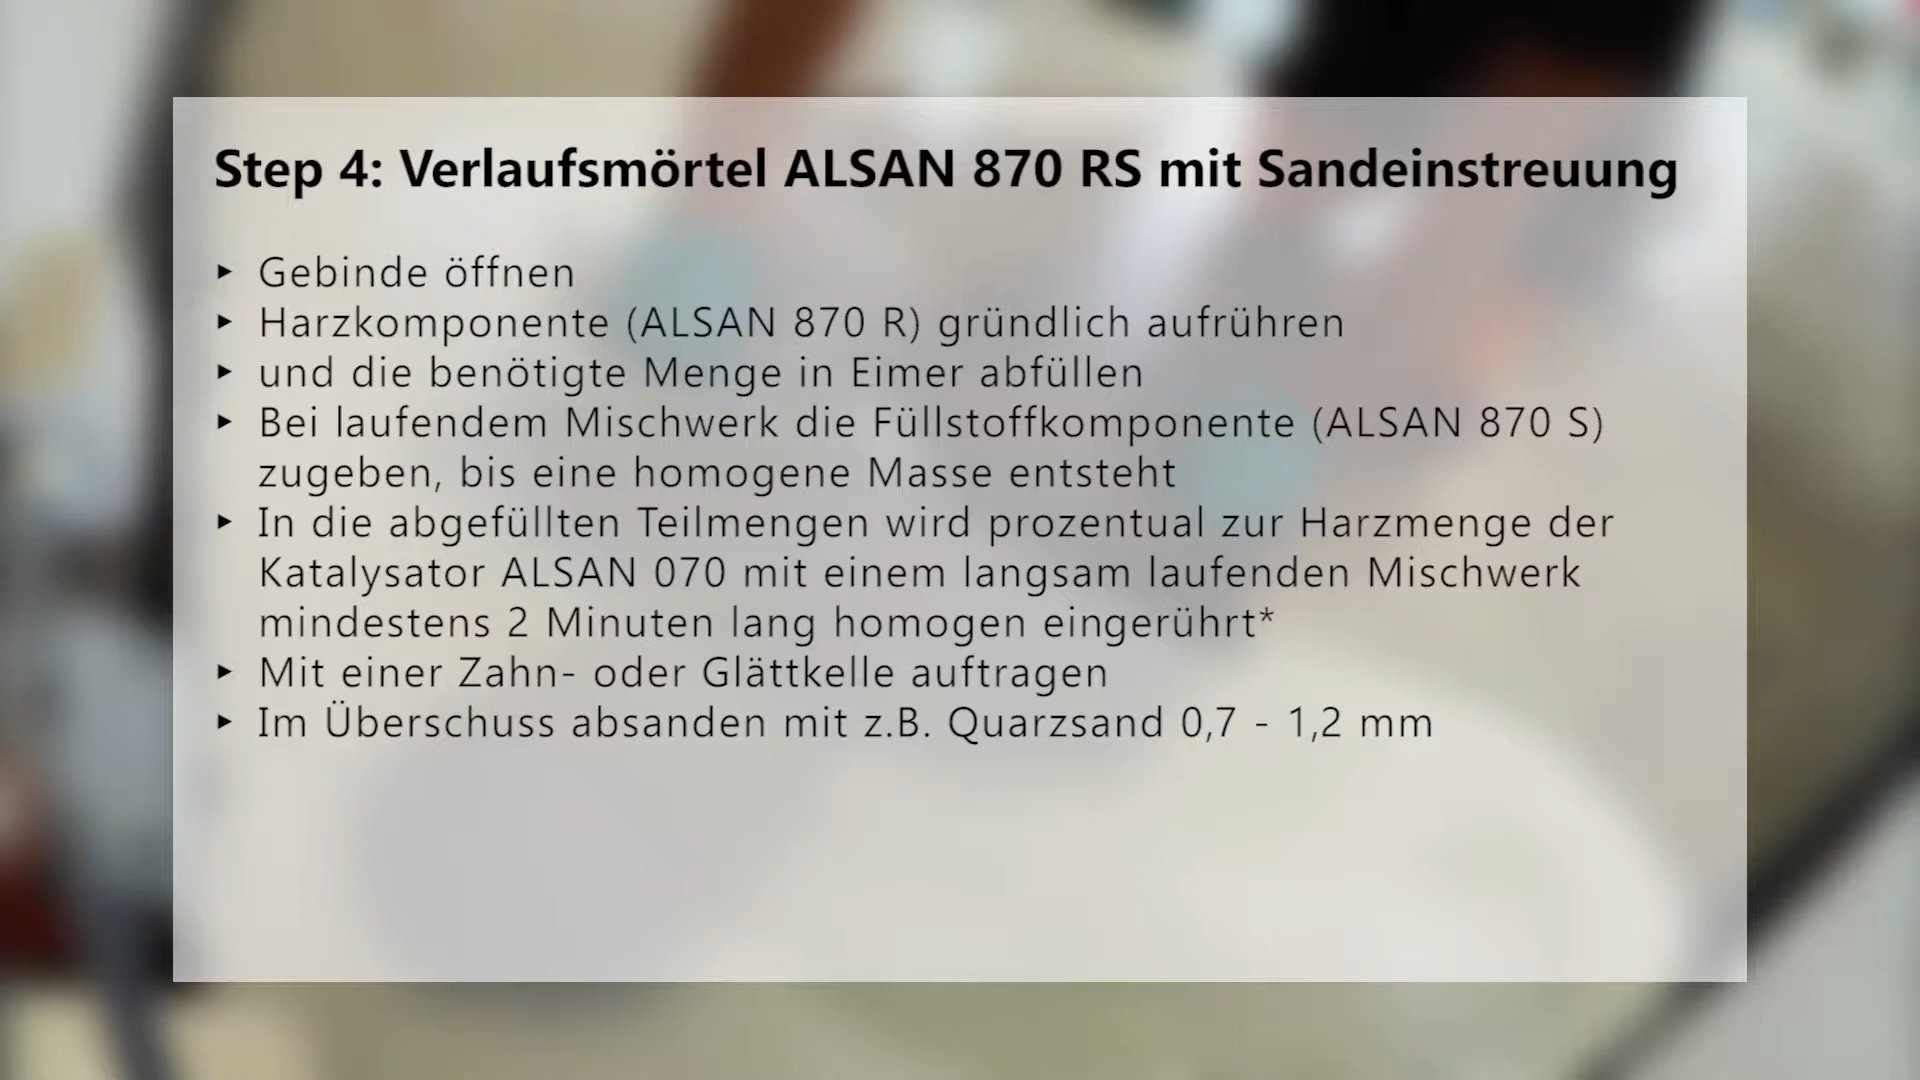 Step 4: Verlaufsmörtel ALSAN 870 RS mit Sandeinstreuung
▸ Gebinde öffnen
▸ Harzkomponente (ALSAN 870 R) gründlich aufrühren
▸ und die benötigte Menge in Eimer abfüllen
▸ Bei laufendem Mischwerk die Füllstoffkomponente (ALSAN 870 S)
zugeben, bis eine homogene Masse entsteht
▸ In die abgefüllten Teilmengen wird prozentual zur Harzmenge der
Katalysator ALSAN 070 mit einem langsam laufenden Mischwerk
mindestens 2 Minuten lang homogen eingerührt*
▸ Mit einer Zahn- oder Glättkelle auftragen
▸ Im Überschuss absanden mit z.B. Quarzsand 0,7 - 1,2 mm